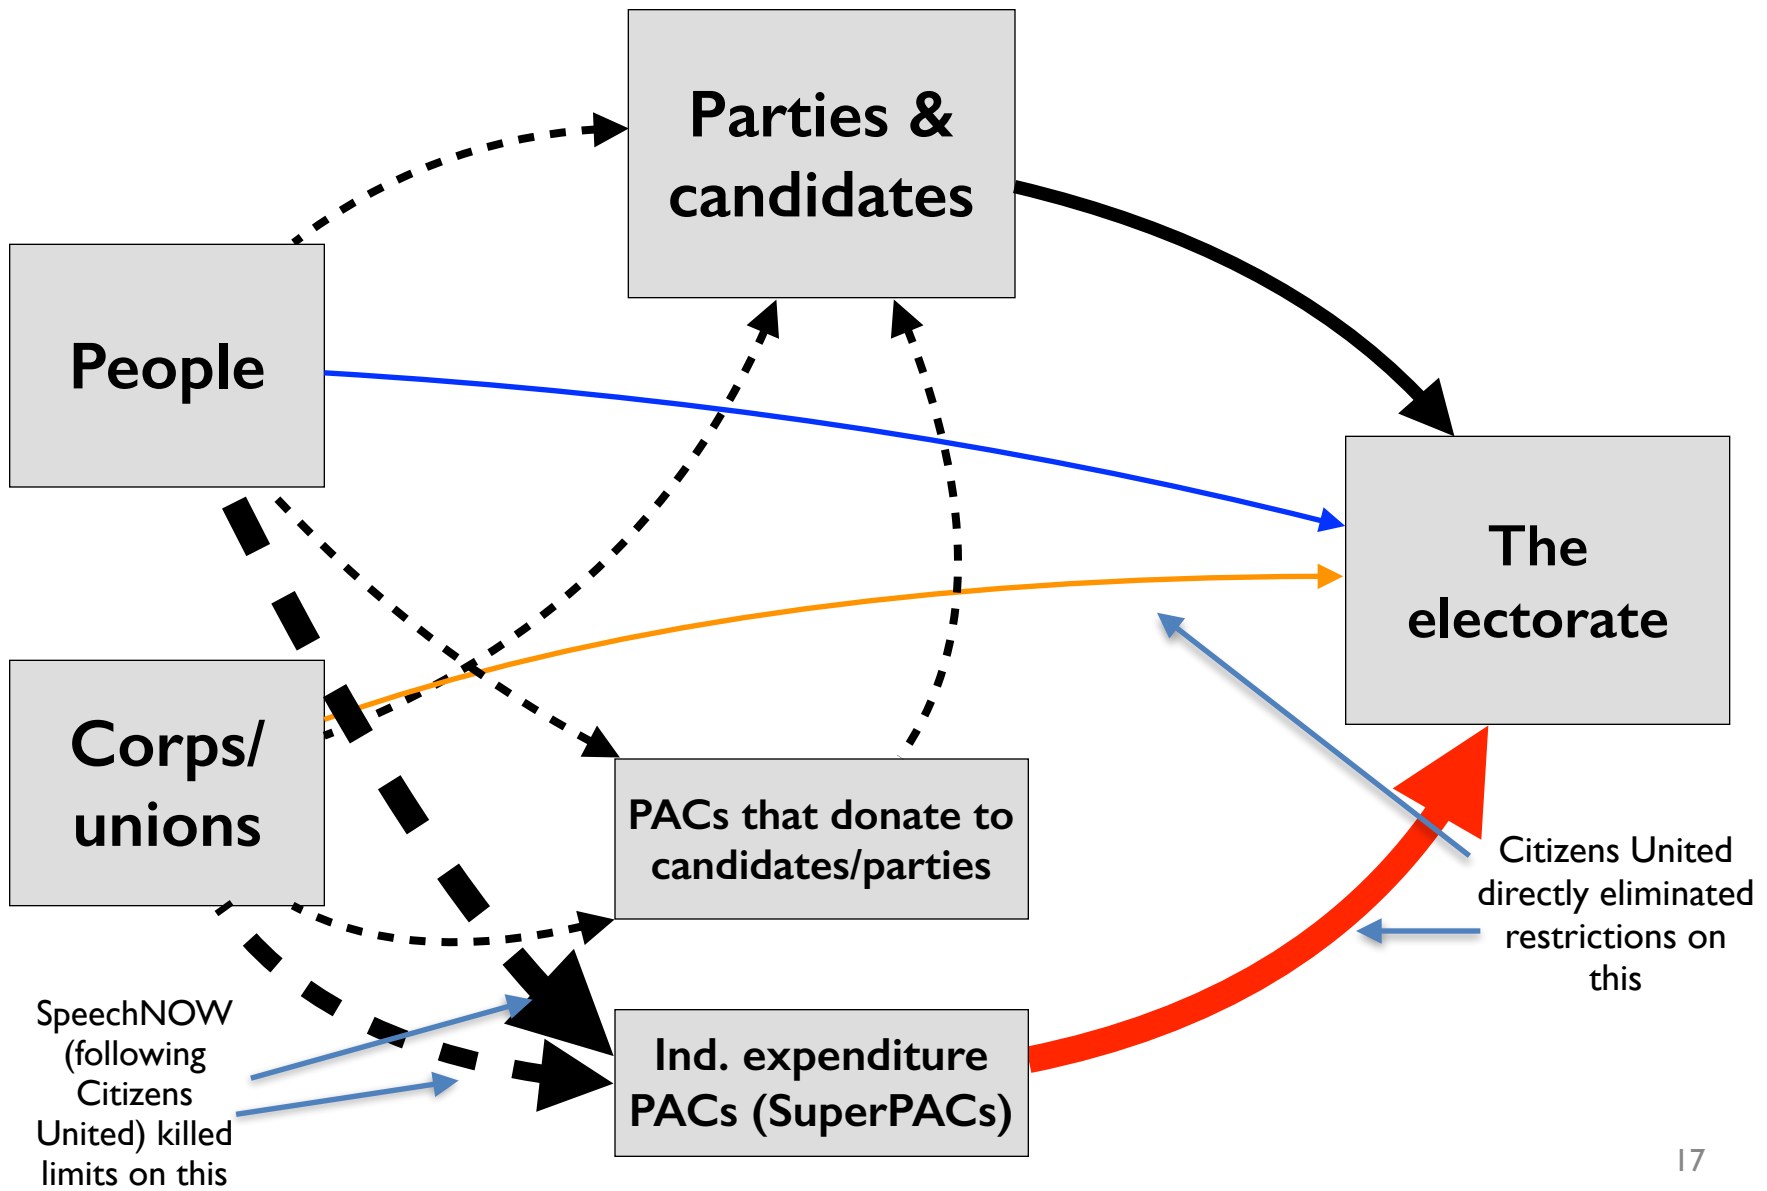 Parties &
candidates
People
The
electorate
Corps/
unions
PACs that donate to
candidates/parties
Citizens United
directly eliminated
restrictions on
this
SpeechNOW
(following
Citizens
United) killed
limits on this
Ind. expenditure
PACs (SuperPACs)
17